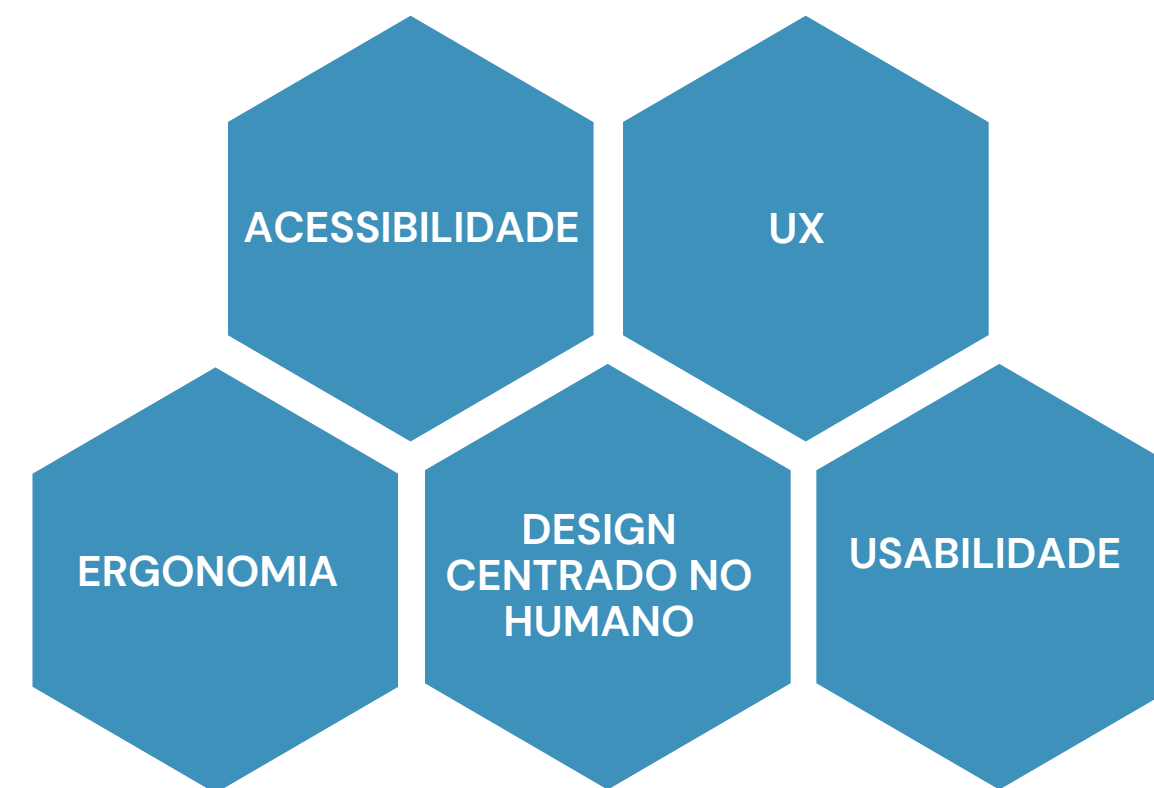 ACESSIBILIDADE
UX
ERGONOMIA
DESIGN
CENTRADO NO
HUMANO
USABILIDADE